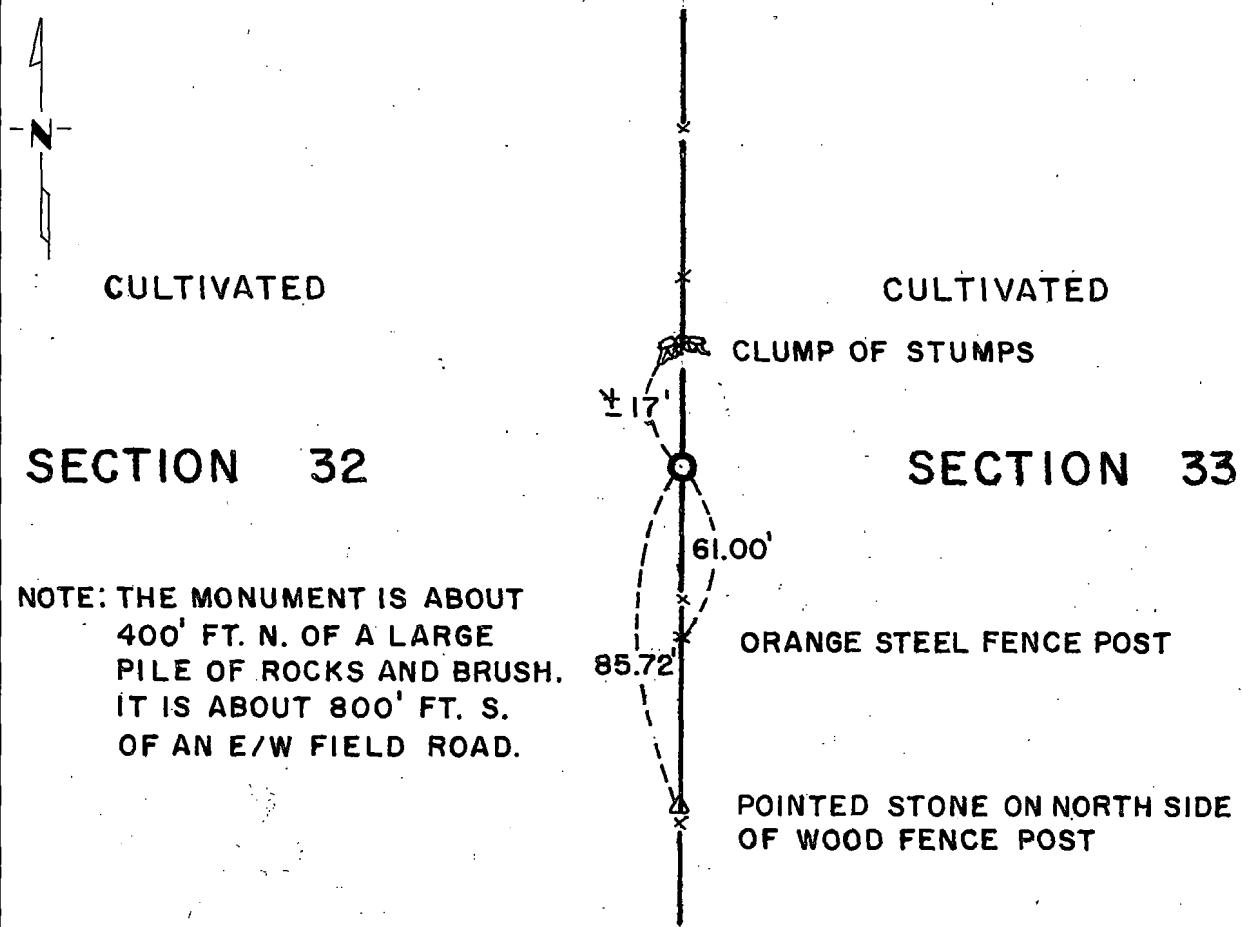 N
CULTIVATED
CULTIVATED
CLUMP OF STUMPS
±17'
SECTION 32
SECTION 33
61.00'
NOTE: THE MONUMENT IS ABOUT
400' FT. N. OF A LARGE
PILE OF ROCKS AND BRUSH.
IT IS ABOUT 800' FT. S.
OF AN E/W FIELD ROAD.
ORANGE STEEL FENCE POST
85.72'
POINTED STONE ON NORTH SIDE
OF WOOD FENCE POST